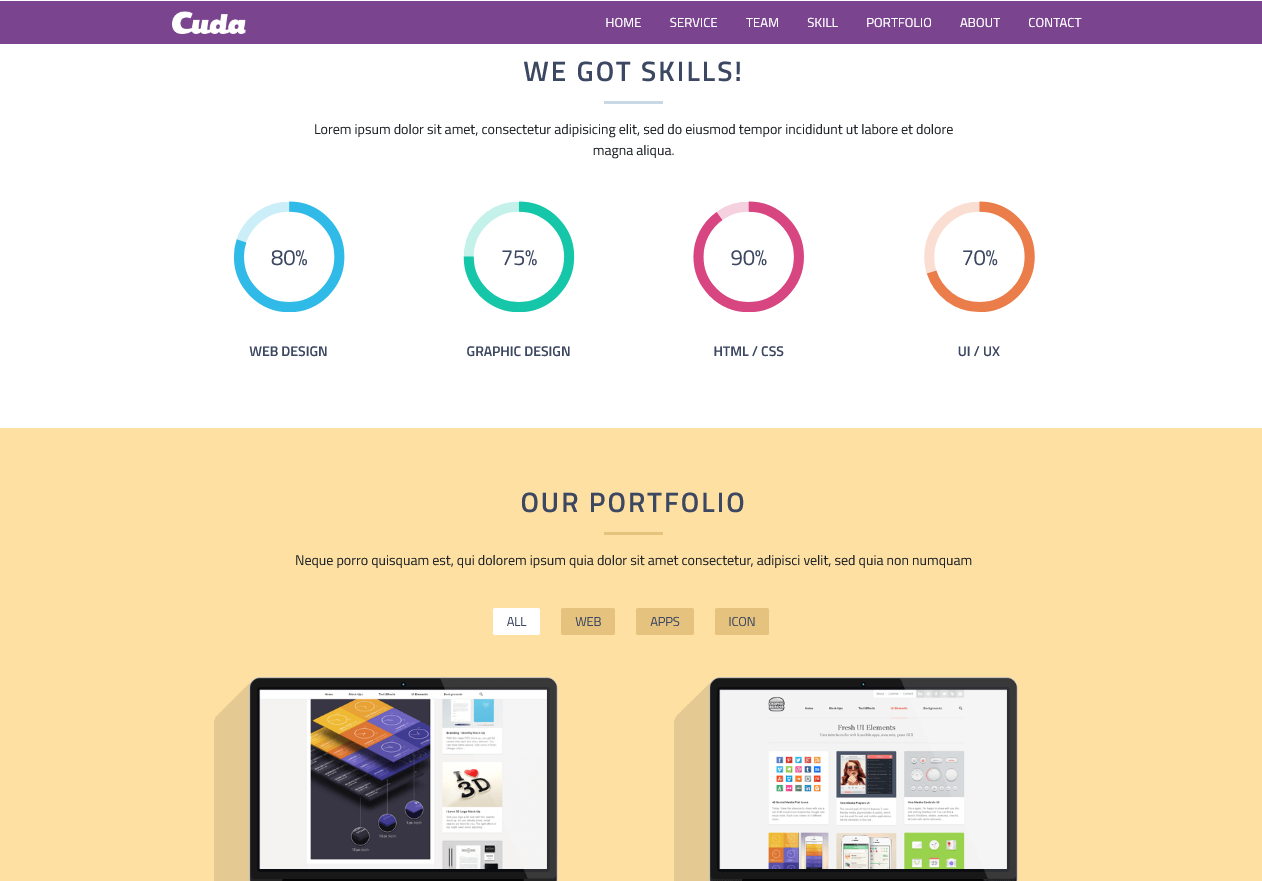 Cuda
HOME SERVICE TEAM SKILL PORTFOLIO ABOUT CONTACT
WE GOT SKILLS!
Lorem ipsum dolor sit amet, consectetur adipisicing elit, sed do eiusmod tempor incididunt ut labore et dolore
magna aliqua.
80% 75% 90% 70%
WEB DESIGN GRAPHIC DESIGN HTML / CSS UI / UX
OUR PORTFOLIO
Neque porro quisquam est, qui dolorem ipsum quia dolor sit amet consectetur, adipisci velit, sed quia non numquam
ALL WEB APPS ICON
Home
I
3D
Home
Fresh UI Elements